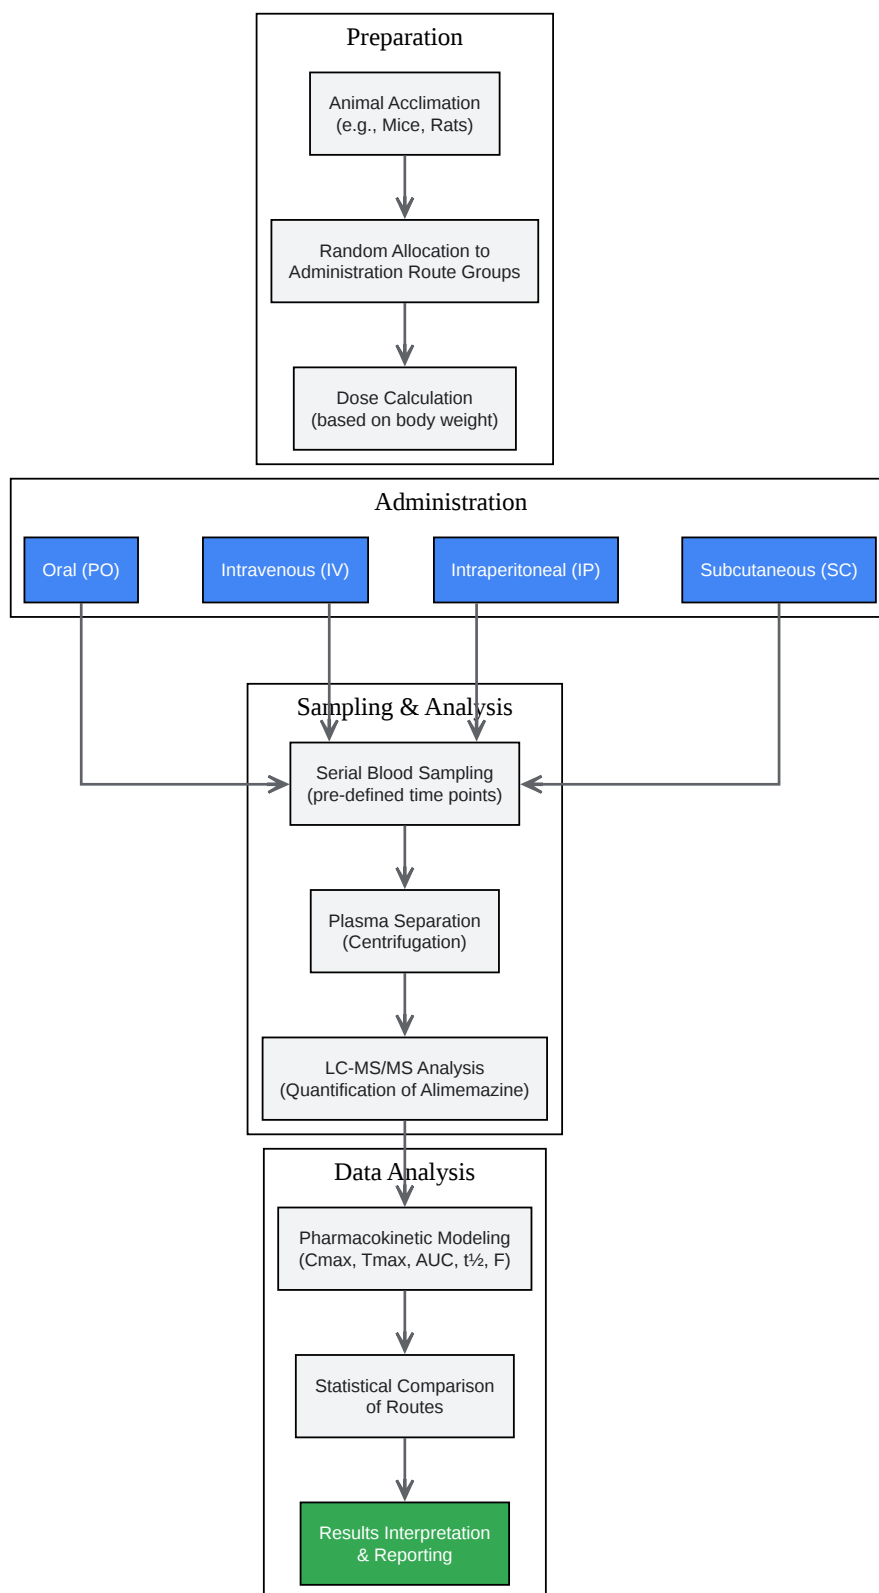 Preparation
Animal Acclimation
(e.g., Mice, Rats)
Random Allocation to
Administration Route Groups
Dose Calculation
(based on body weight)
Administration
Oral (PO)
Intravenous (IV)
Intraperitoneal (IP)
Subcutaneous (SC)
Sampling & Analysis
Serial Blood Sampling
(pre-defined time points)
Plasma Separation
(Centrifugation)
LC-MS/MS Analysis
(Quantification of Alimemazine)
Data Analysis
Pharmacokinetic Modeling
(Cmax, Tmax, AUC, t½, F)
Statistical Comparison
of Routes
Results Interpretation
& Reporting